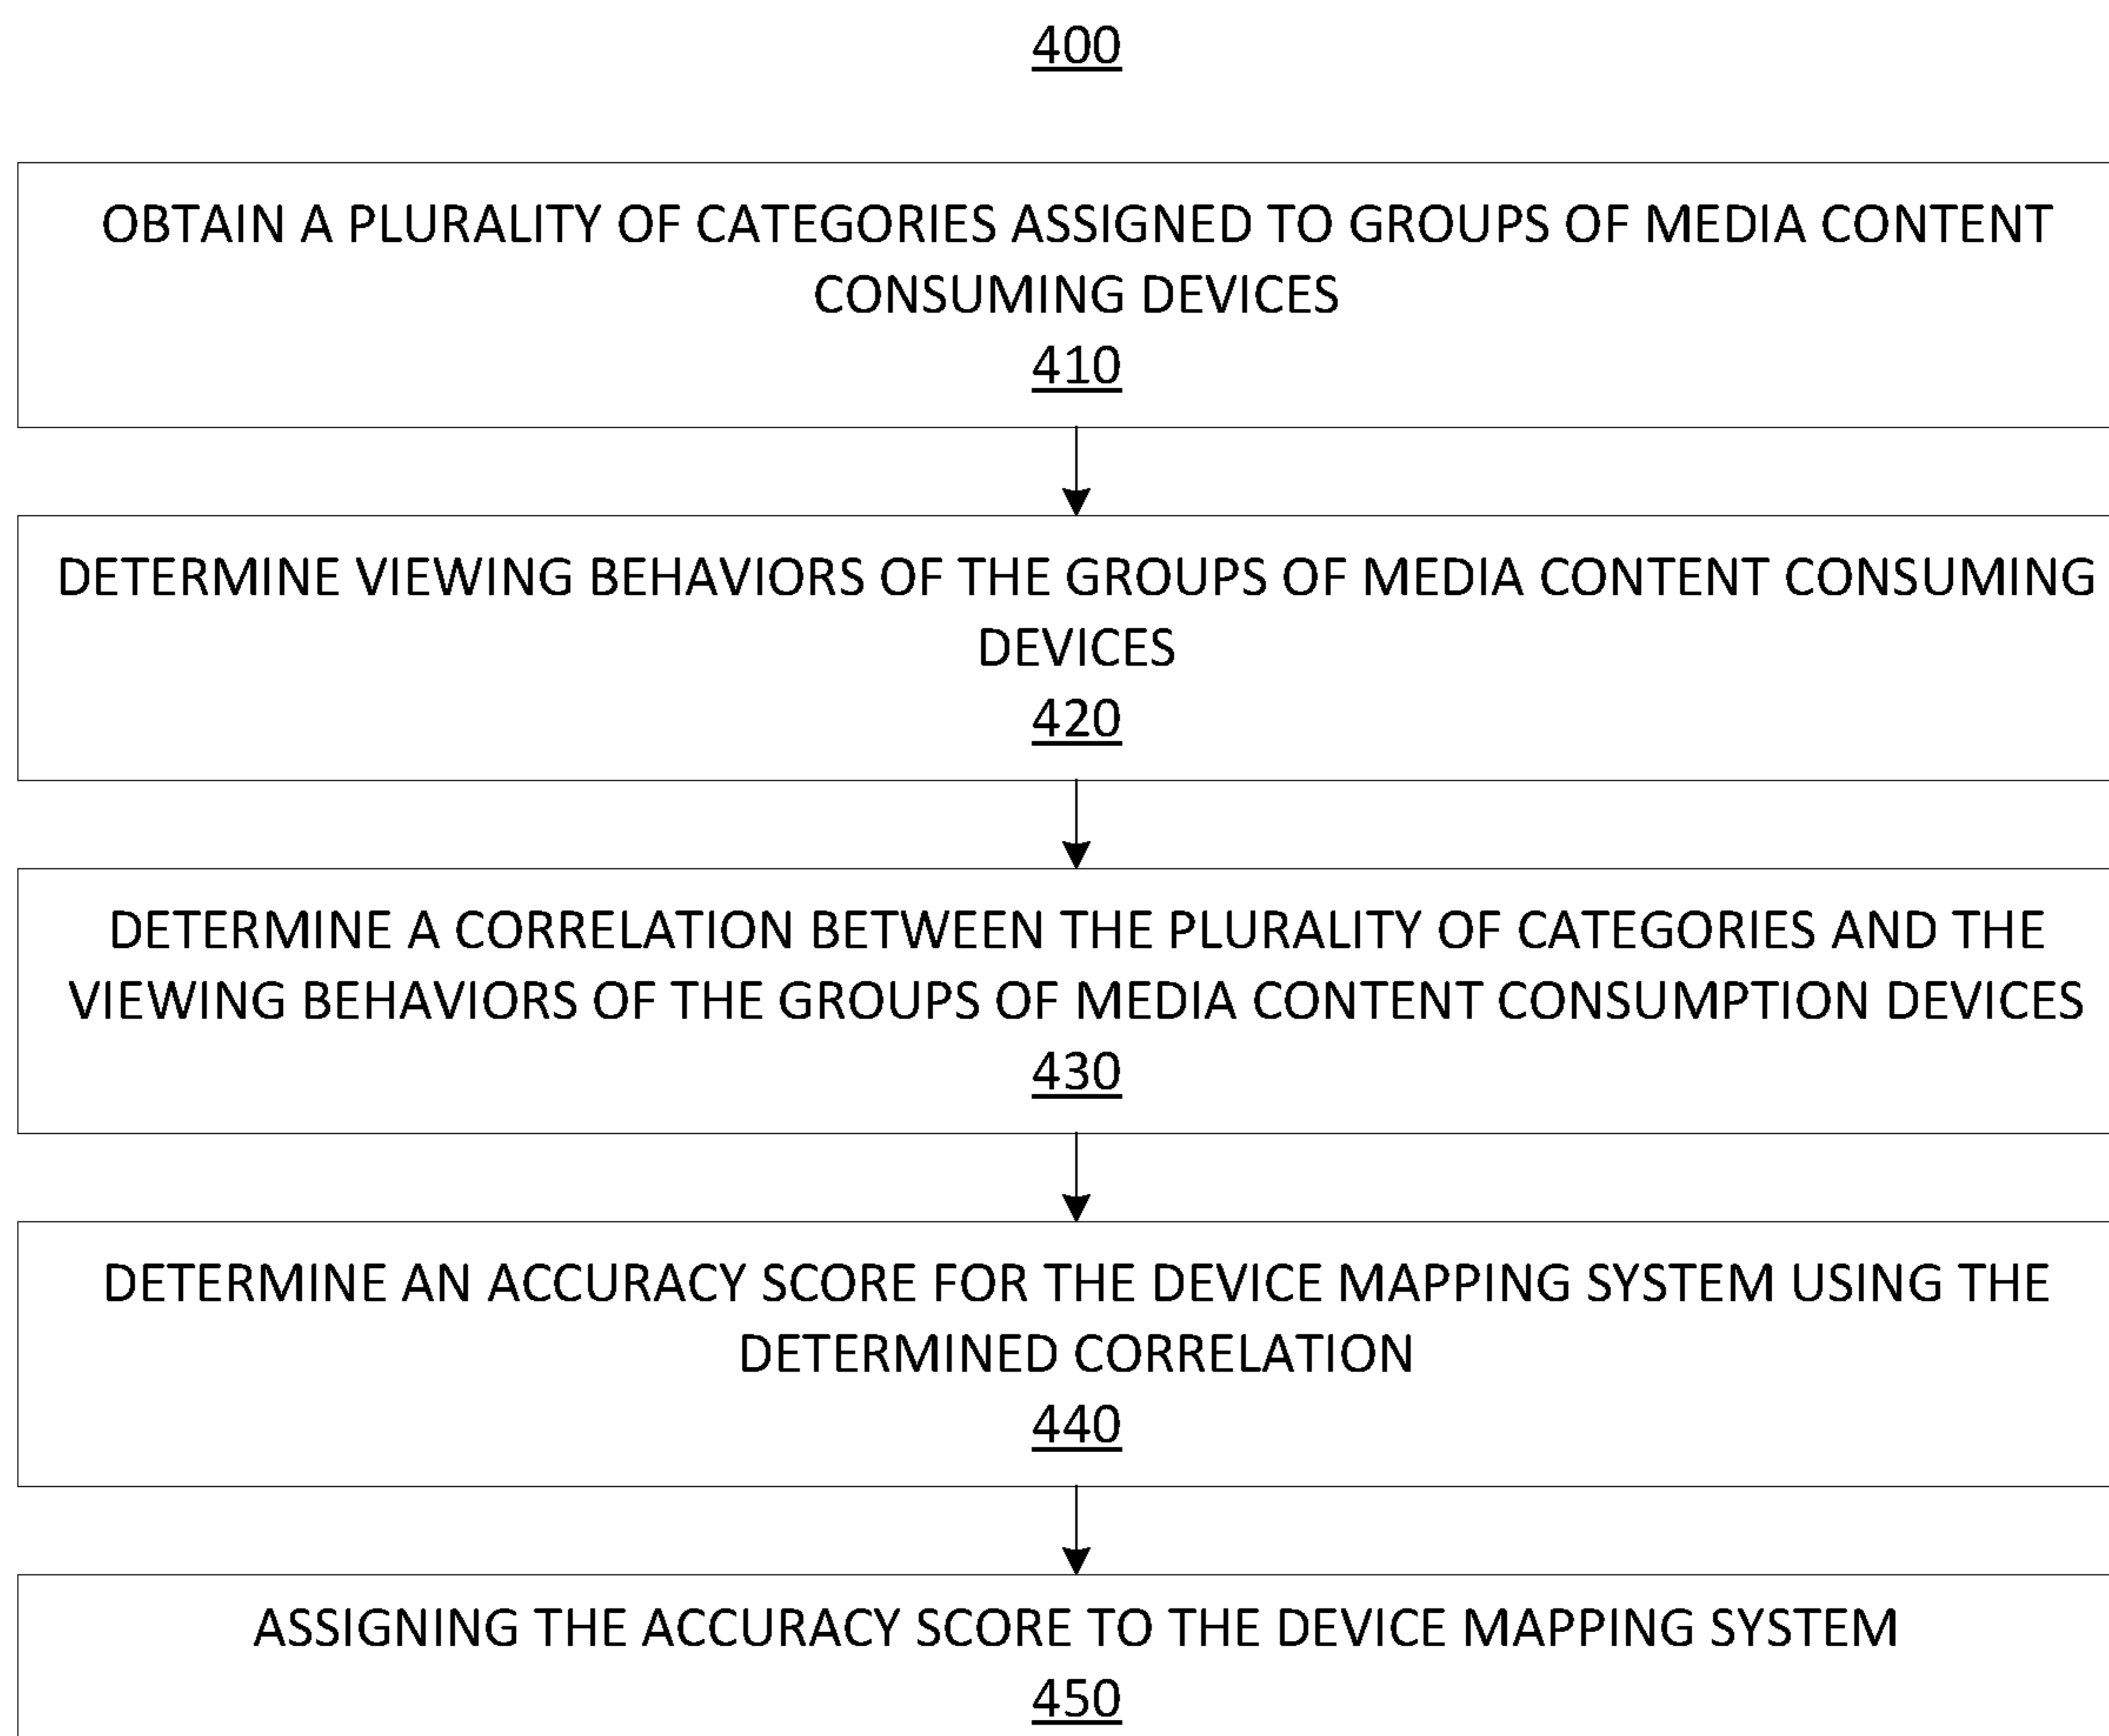 400
OBTAIN A PLURALITY OF CATEGORIES ASSIGNED TO GROUPS OF MEDIA CONTENT
CONSUMING DEVICES
410
DETERMINE VIEWING BEHAVIORS OF THE GROUPS OF MEDIA CONTENT CONSUMING
DEVICES
420
DETERMINE A CORRELATION BETWEEN THE PLURALITY OF CATEGORIES AND THE
VIEWING BEHAVIORS OF THE GROUPS OF MEDIA CONTENT CONSUMPTION DEVICES
430
DETERMINE AN ACCURACY SCORE FOR THE DEVICE MAPPING SYSTEM USING THE
DETERMINED CORRELATION
440
ASSIGNING THE ACCURACY SCORE TO THE DEVICE MAPPING SYSTEM
450